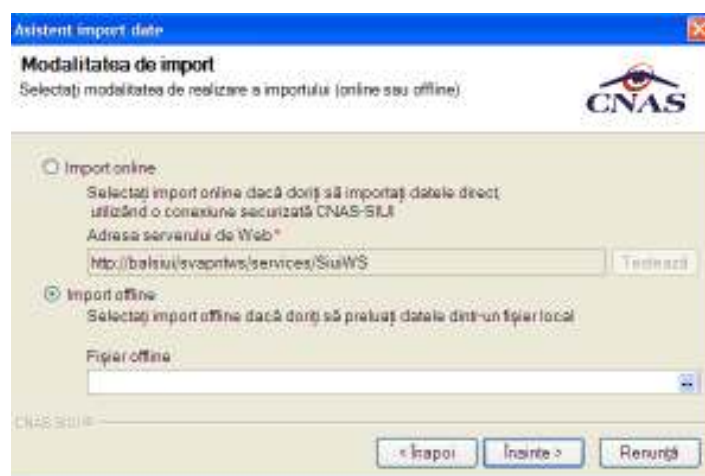 Asistent import date
Modalitatea de import
Selectați modalitatea de realizare a importului (online sau offline)
CNAS
Import online
Selectați import online dacă doriți să importați datele direct,
utilizând o conexiune securizată CNAS-SIUI
Adresa serverului de Web*
http://balsiui/svapntws/services/SiuiWS
Testează
Import offline
Selectați import offline dacă doriți să preluați datele dintr-un fișier local
Fișier offline
CNAS SIUI
< Înapoi
Înainte >
Renunță